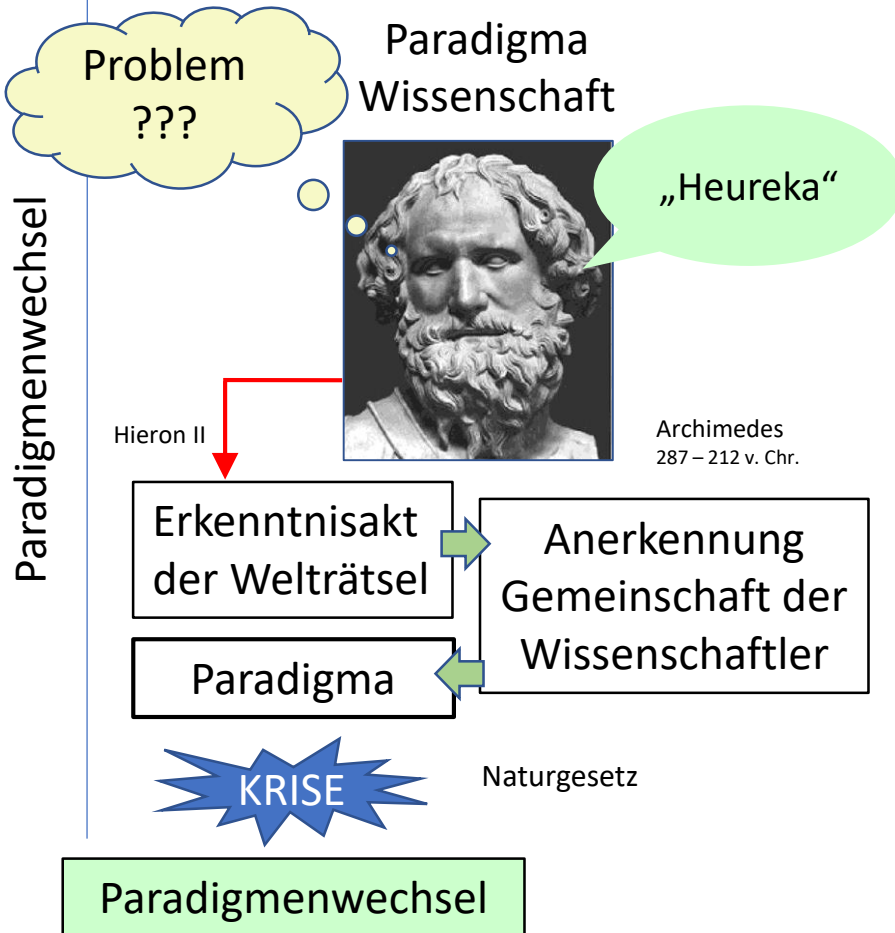 Problem
???
Paradigma
Wissenschaft
„Heureka“
Paradigmenwechsel
Hieron II
Archimedes
287 – 212 v. Chr.
Erkenntnisakt
der Welträtsel
Anerkennung
Gemeinschaft der
Wissenschaftler
Paradigma
KRISE
Naturgesetz
Paradigmenwechsel